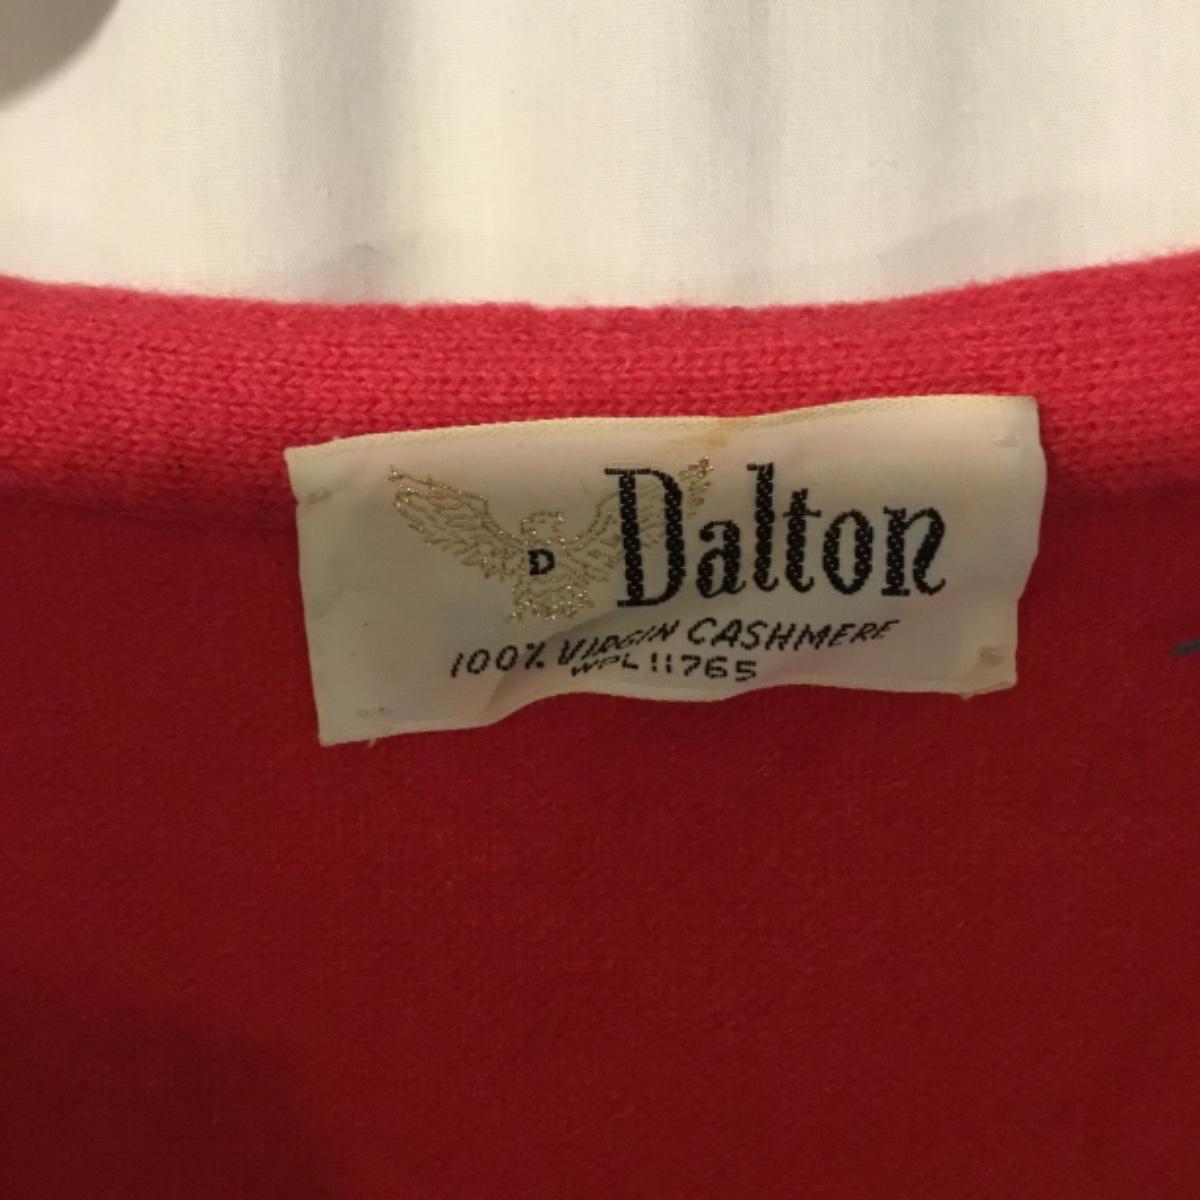 D
Dalton
100% VIRGIN CASHMERE
WPL 11765